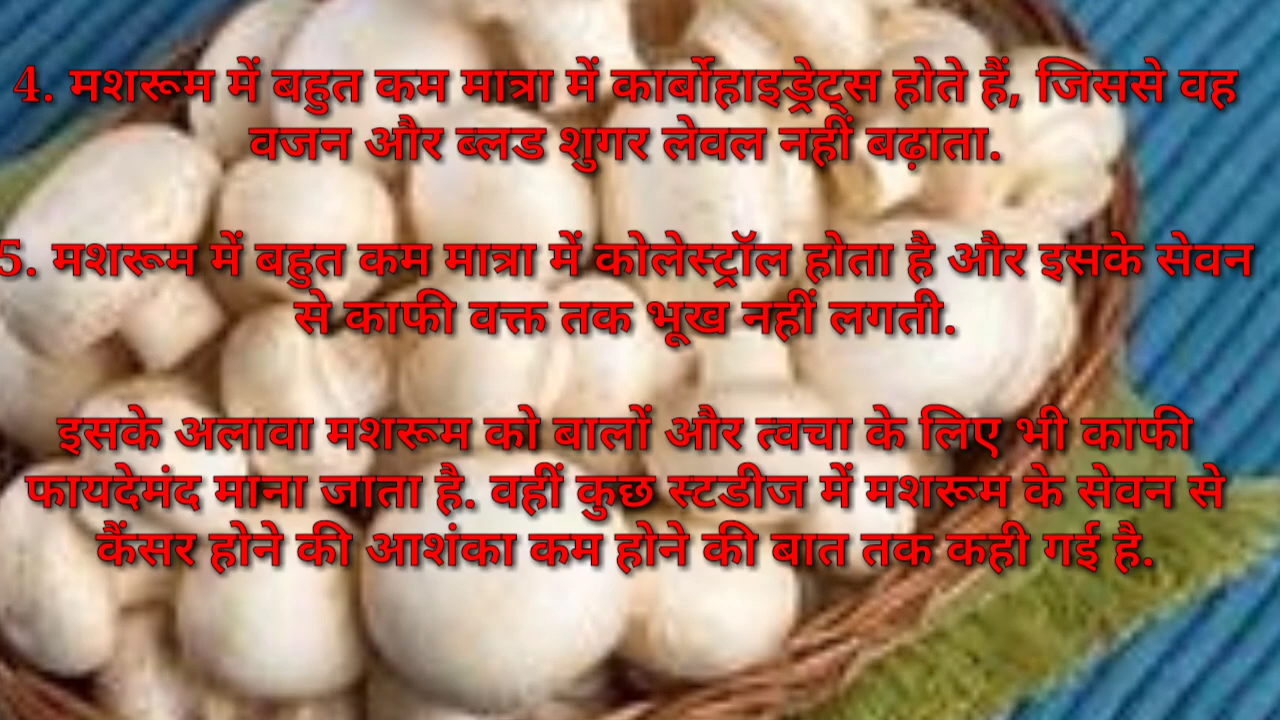 4. मशरूम में बहुत कम मात्रा में कार्बोहाइड्रेट्स होते हैं, जिससे वह
वजन और ब्लड शुगर लेवल नहीं बढ़ाता.
5. मशरूम में बहुत कम मात्रा में कोलेस्ट्रॉल होता है और इसके सेवन
से काफी वक्त तक भूख नहीं लगती.
इसके अलावा मशरूम को बालों और त्वचा के लिए भी काफी
फायदेमंद माना जाता है. वहीं कुछ स्टडीज में मशरूम के सेवन से
कैंसर होने की आशंका कम होने की बात तक कही गई है.